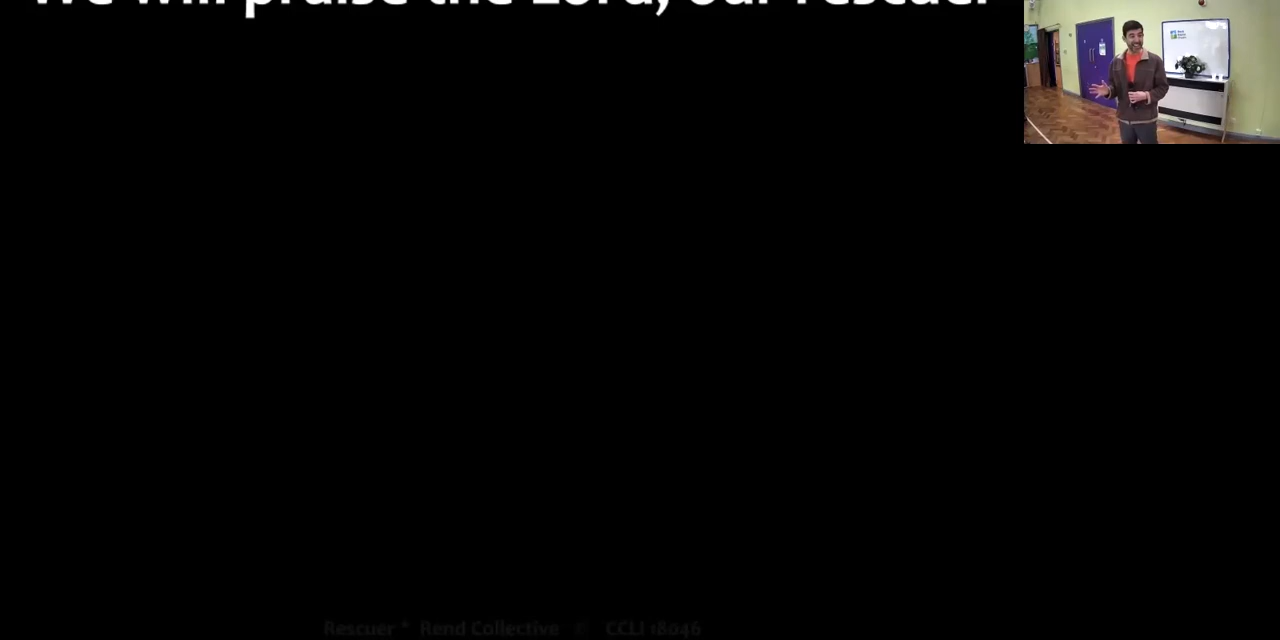 We will praise the Lord, our rescuer
Rescuer * Rend Collective © CCLI 18046